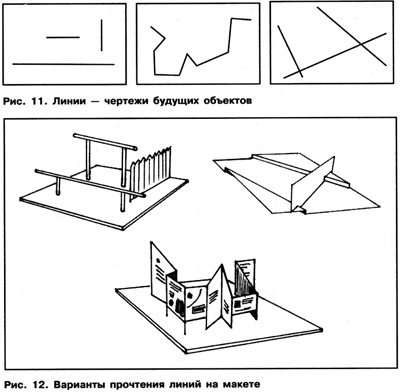 Рис. 11. Линии — чертежи будущих объектов
Рис. 12. Варианты прочтения линий на макете